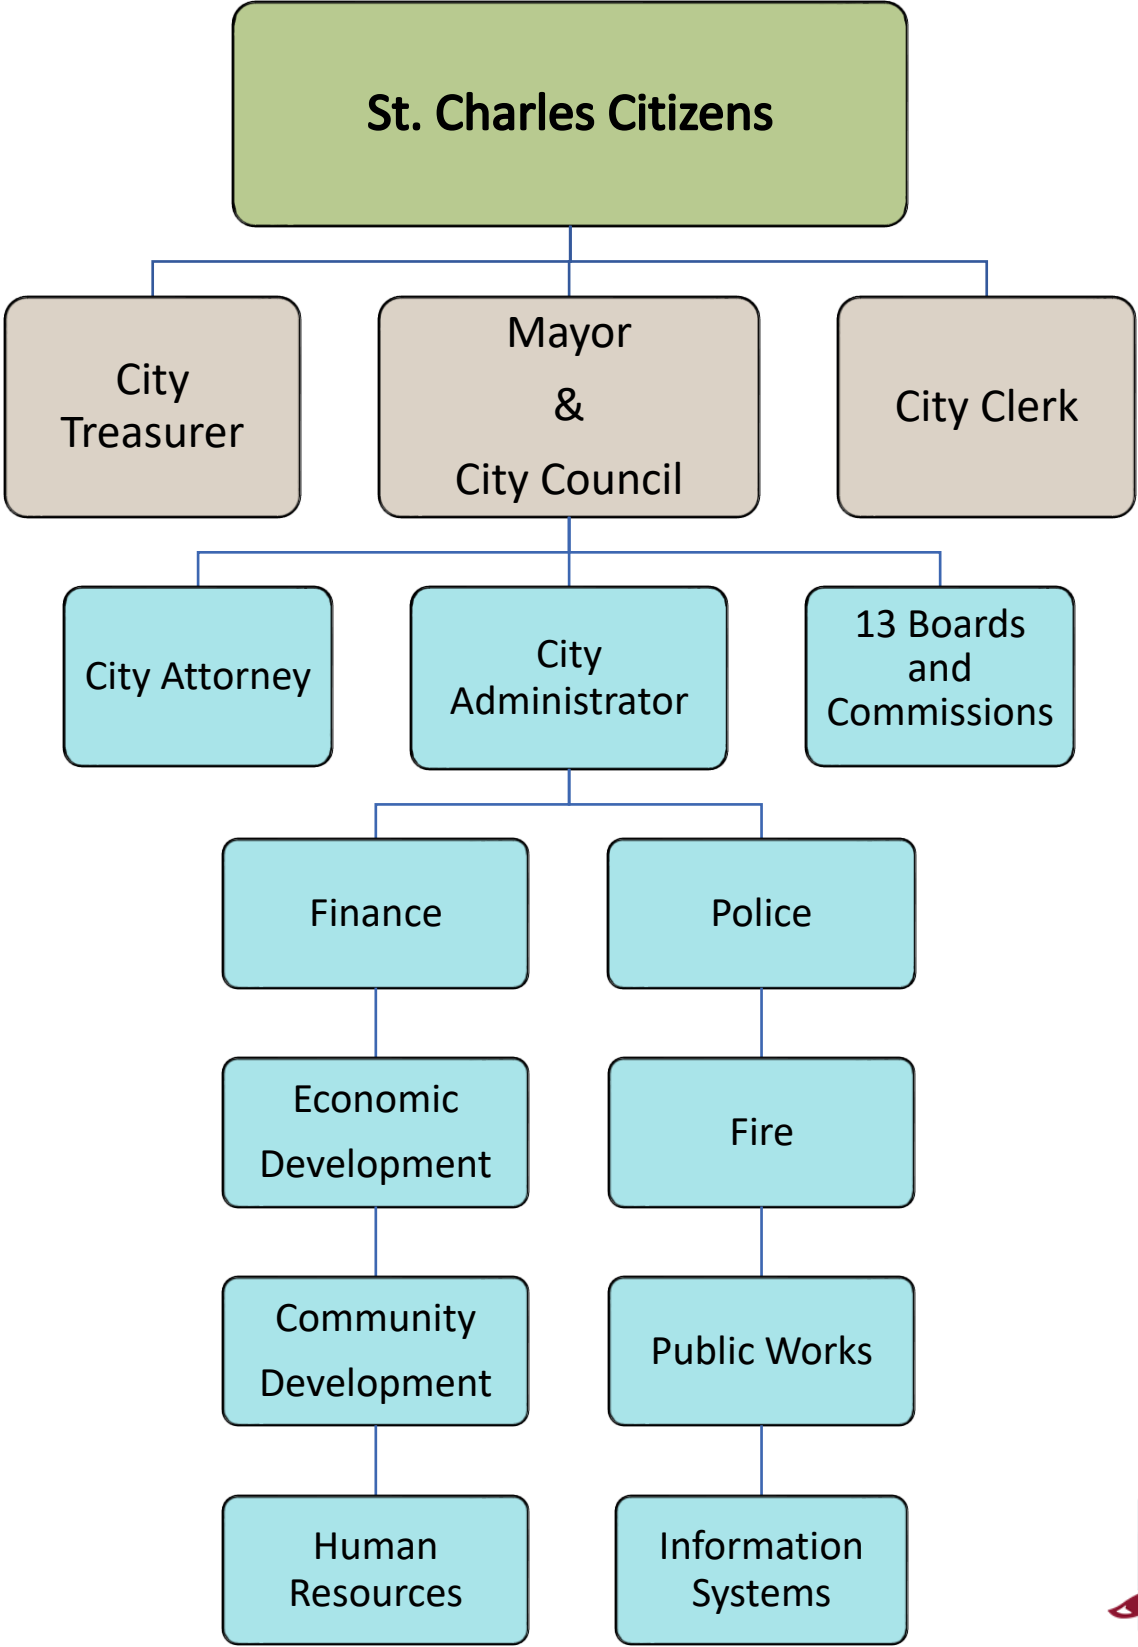 St. Charles Citizens
City
Treasurer
Mayor
&
City Council
City Clerk
City Attorney
City
Administrator
13 Boards
and
Commissions
Finance
Police
Economic
Development
Fire
Community
Development
Public Works
Human
Resources
Information
Systems